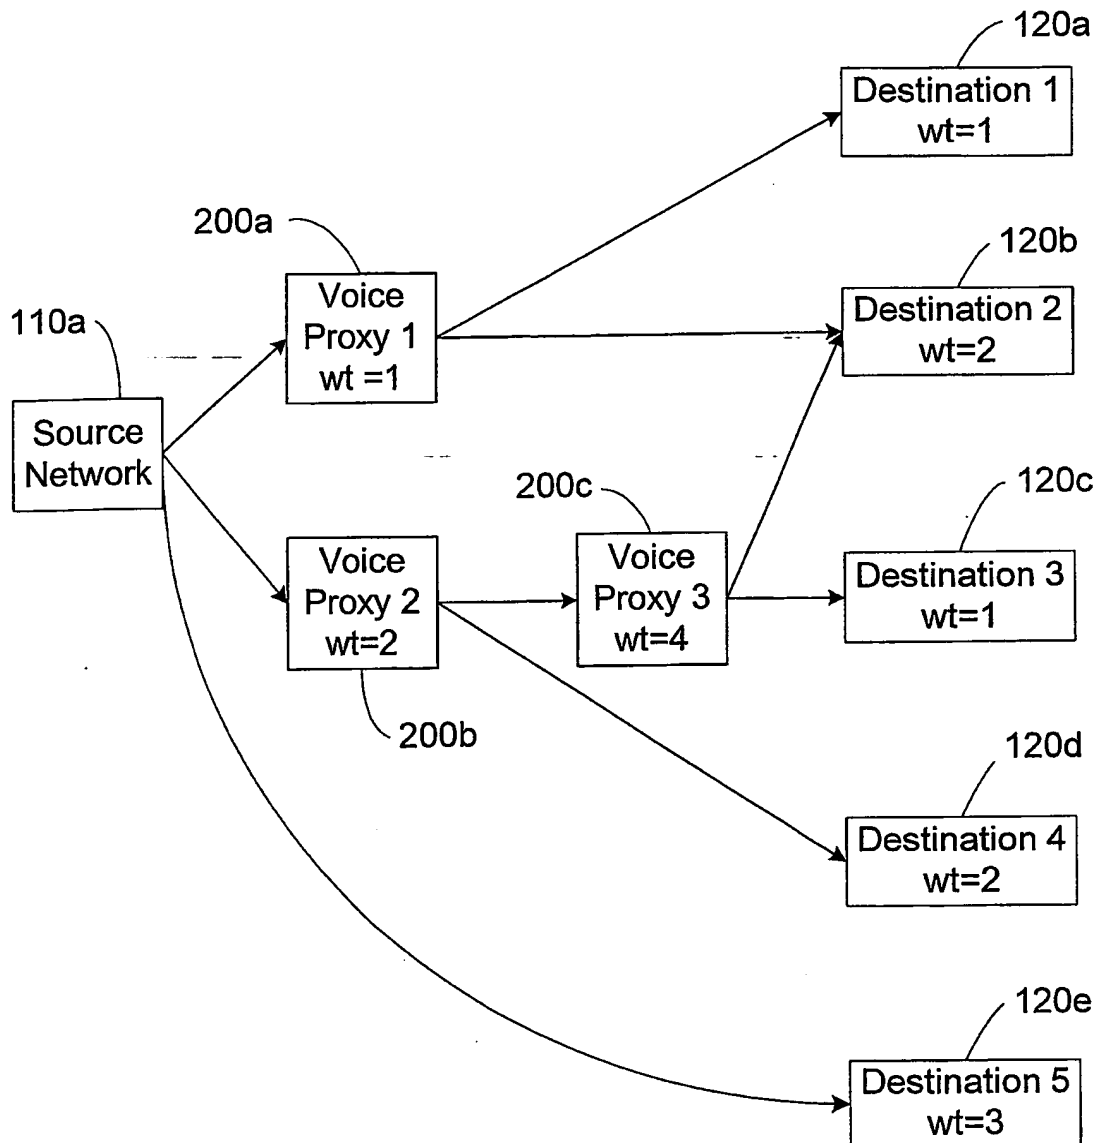 120a
Destination 1
wt=1
200a
120b
Voice
Proxy 1
wt =1
Destination 2
wt=2
110a
Source
Network
200c
120c
Voice
Proxy 2
wt=2
Voice
Proxy 3
wt=4
Destination 3
wt=1
200b
120d
Destination 4
wt=2
120e
Destination 5
wt=3